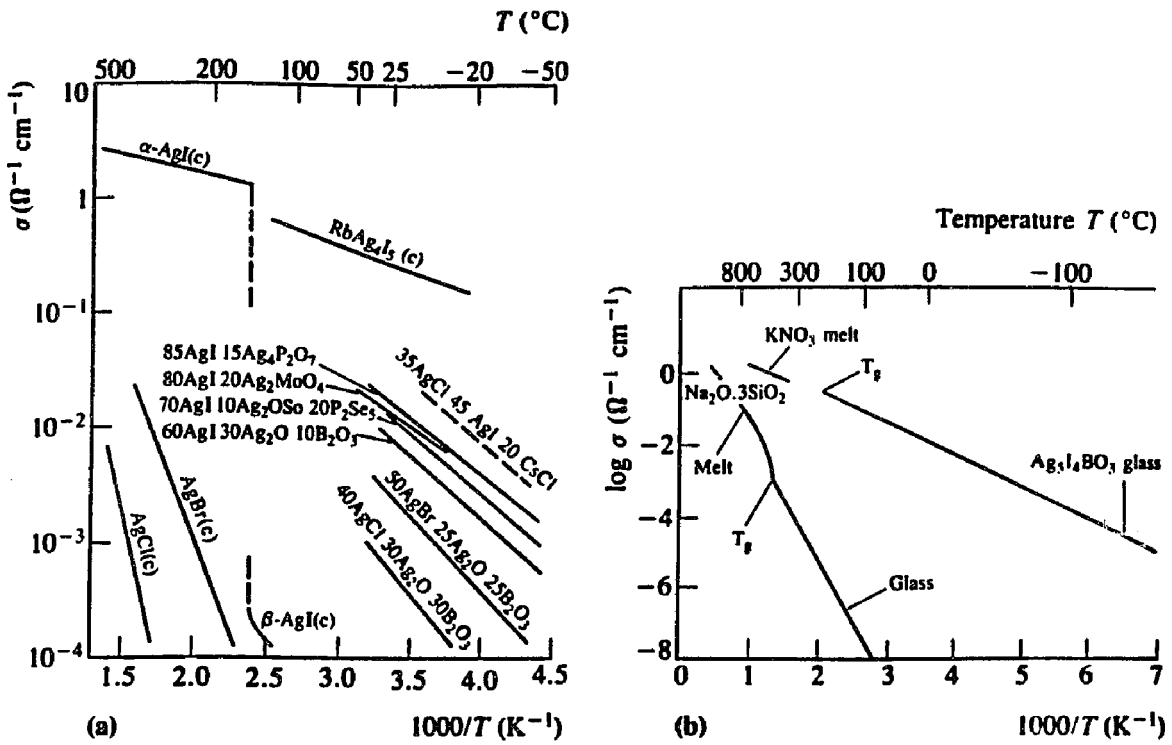 T (°C)
500 200 100 40 25 −20 −50
10
1
10⁻¹
10⁻²
10⁻³
10⁻⁴
σ (Ω⁻¹ cm⁻¹)
α-AgI(c)
RbAg₄I₅ (c)
85AgI 15Ag₄P₂O₇
80AgI 20Ag₂MoO₄
70AgI 10Ag₂OSo 20P₂Se₅
60AgI 30Ag₂O 10B₂O₃
35AgCl 45 AgI 20 CsCl
50AgBr 25Ag₂O 25B₂O₃
40AgCl 30Ag₂O 30B₂O₃
AgCl(c)
AgBr(c)
β-AgI(c)
1.5 2.0 2.5 3.0 3.5 4.0 4.5
(a) 1000/T (K⁻¹)
Temperature T (°C)
800 300 100 0 −100
log σ (Ω⁻¹ cm⁻¹)
0
−2
−4
−6
−8
KNO₃ melt
Tg
Na₂O.3SiO₂
Melt
Ag₅I₄BO₃ glass
Tg
Glass
0 1 2 3 4 5 6 7
(b) 1000/T (K⁻¹)